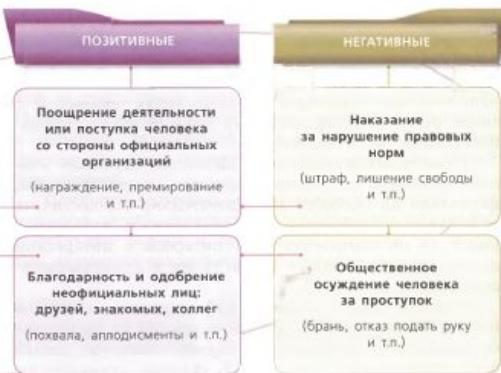 ПОЗИТИВНЫЕ
НЕГАТИВНЫЕ
Поощрение деятельности
или поступка человека
со стороны официальных
организаций
(награждение, премирование
и т.п.)
Наказание
за нарушение правовых
норм
(штраф, лишение свободы
и т.п.)
Благодарность и одобрение
неофициальных лиц:
друзей, знакомых, коллег
(похвала, аплодисменты и т.п.)
Общественное
осуждение человека
за проступок
(брань, отказ подать руку
и т.п.)